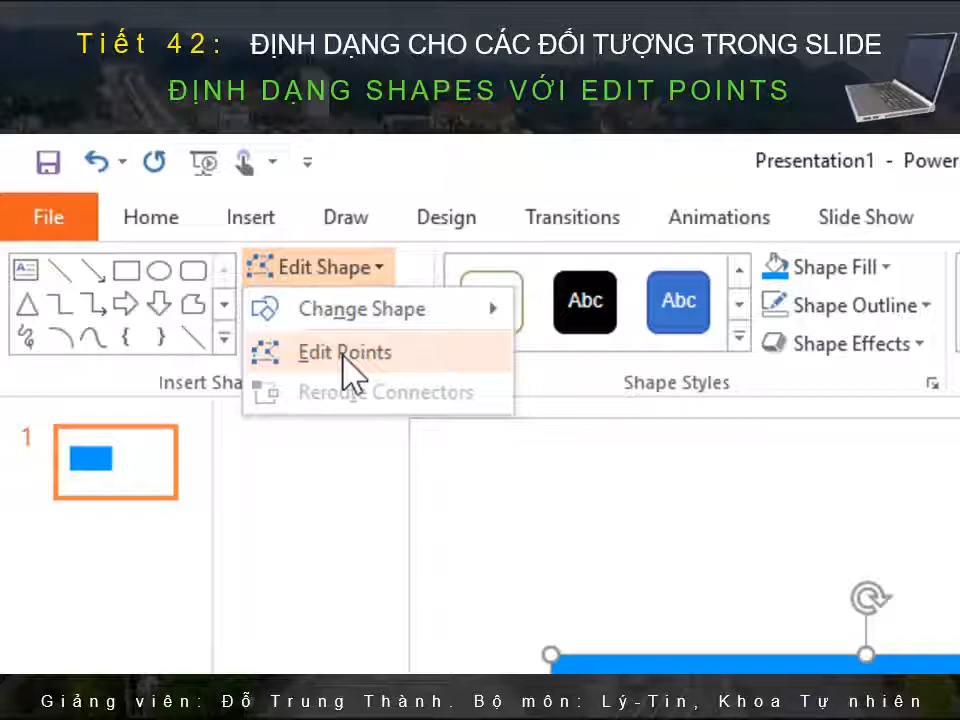 Tiết 42: ĐỊNH DẠNG CHO CÁC ĐỐI TƯỢNG TRONG SLIDE
ĐỊNH DẠNG SHAPES VỚI EDIT POINTS
Presentation1 - Power
File Home Insert Draw Design Transitions Animations Slide Show
Edit Shape
Abc Abc
Shape Fill
Change Shape
Shape Outline
Edit Points
Shape Effects
Insert Sha
Shape Styles
Reroute Connectors
1
Giảng viên: Đỗ Trung Thành. Bộ môn: Lý-Tin, Khoa Tự nhiên